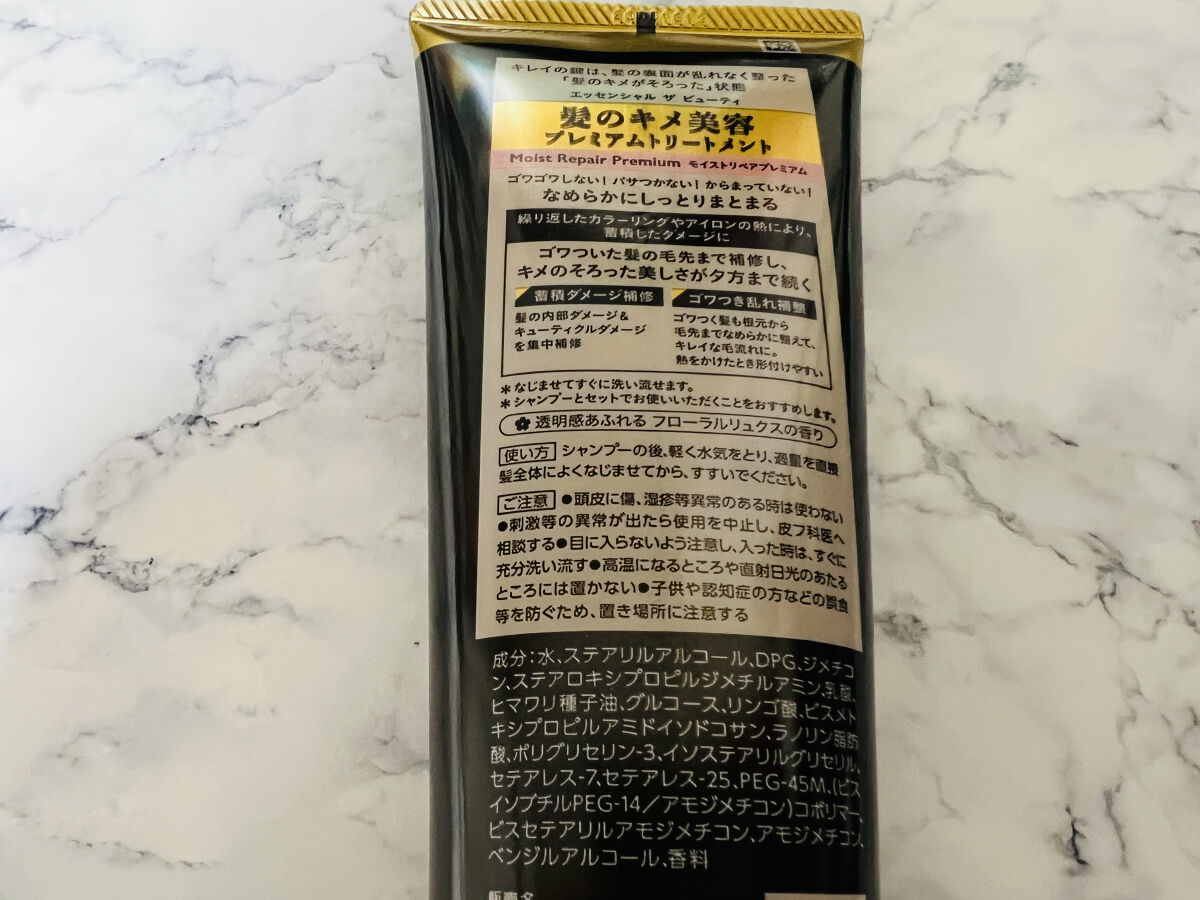 キレイの鍵は、髪の表面が乱れなく整った
「髪のキメがそろった」状態
エッセンシャル ザ ビューティ
髪のキメ美容
プレミアムトリートメント
Moist Repair Premium モイストリペアプレミアム
ゴワゴワしない！パサつかない！からまっていない！
なめらかにしっとりまとまる
繰り返したカラーリングやアイロンの熱により、
蓄積したダメージに
ゴワついた髪の毛先まで補修し、
キメのそろった美しさが夕方まで続く
蓄積ダメージ補修
髪の内部ダメージ&
キューティクルダメージ
を集中補修
ゴワつき乱れ補整
ゴワつく髪も根元から
毛先までなめらかに整えて、
キレイな毛流れに。
熱をかけたとき形付けやすい
＊なじませてすぐに洗い流せます。
＊シャンプーとセットでお使いいただくことをおすすめします。
透明感あふれる フローラルリュクスの香り
使い方 シャンプーの後、軽く水気をとり、適量を直接
髪全体によくなじませてから、すすいでください。
ご注意 ●頭皮に傷、湿疹等異常のある時は使わない
●刺激等の異常が出たら使用を中止し、皮フ科医へ
相談する●目に入らないよう注意し、入った時は、すぐに
充分洗い流す●高温になるところや直射日光のあたる
ところには置かない●子供や認知症の方などの誤食
等を防ぐため、置き場所に注意する
成分：水、ステアリルアルコール、DPG、ジメチコ
ン、ステアロキシプロピルジメチルアミン、乳酸、
ヒマワリ種子油、グルコース、リンゴ酸、ビスメト
キシプロピルアミドイソドコサン、ラノリン脂肪
酸、ポリグリセリン-3、イソステアリルグリセリル、
セテアレス-7、セテアレス-25、PEG-45M、(ビス
イソブチルPEG-14／アモジメチコン)コポリマー、
ビスセテアリルアモジメチコン、アモジメチコン、
ベンジルアルコール、香料